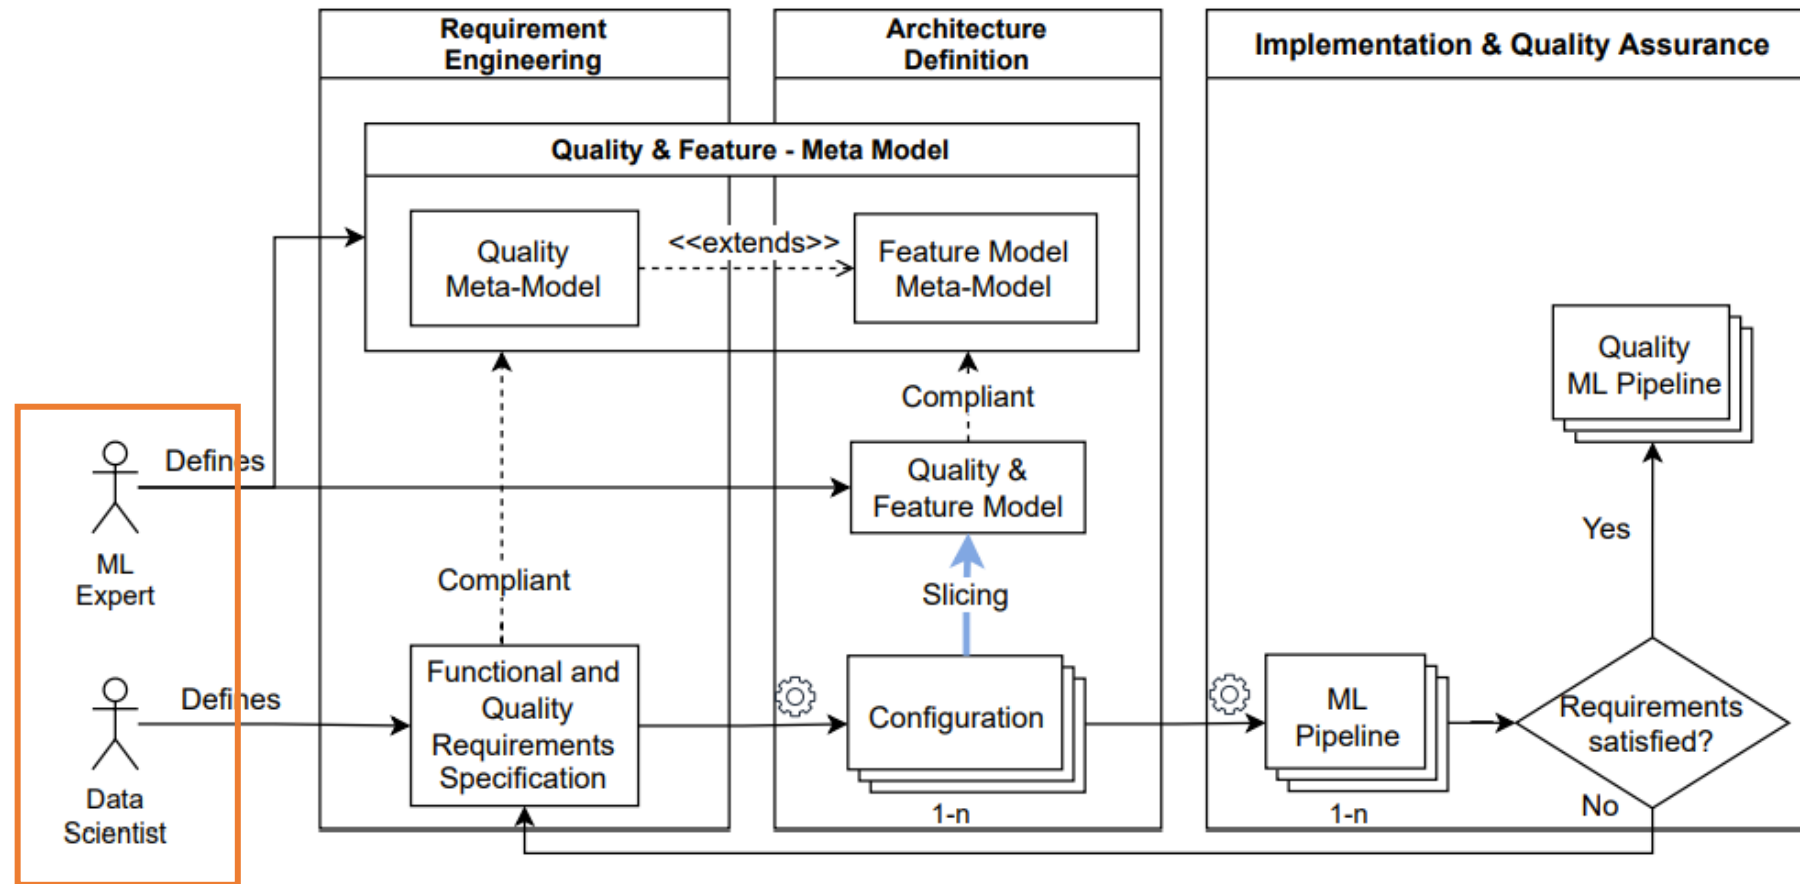 Requirement
Engineering
Architecture
Definition
Implementation & Quality Assurance
Quality & Feature - Meta Model
Quality
Meta-Model
<<extends>>
Feature Model
Meta-Model
Quality
ML Pipeline
Compliant
Defines
Quality &
Feature Model
ML
Expert
Yes
Compliant
Slicing
Functional and
Quality
Requirements
Specification
Defines
Configuration
ML
Pipeline
Requirements
satisfied?
Data
Scientist
1-n
1-n
No